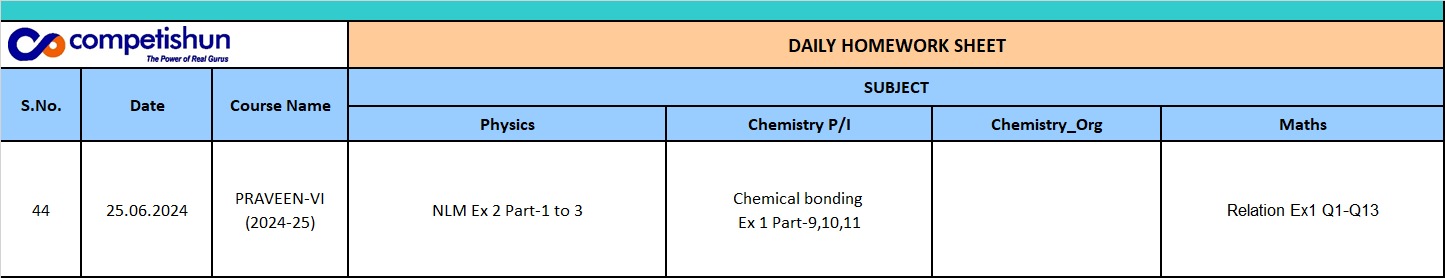 competishun
The Power of Real Gurus
DAILY HOMEWORK SHEET
S.No.
Date
Course Name
SUBJECT
Physics
Chemistry P/I
Chemistry_Org
Maths
44
25.06.2024
PRAVEEN-VI
(2024-25)
NLM Ex 2 Part-1 to 3
Chemical bonding
Ex 1 Part-9,10,11
Relation Ex1 Q1-Q13